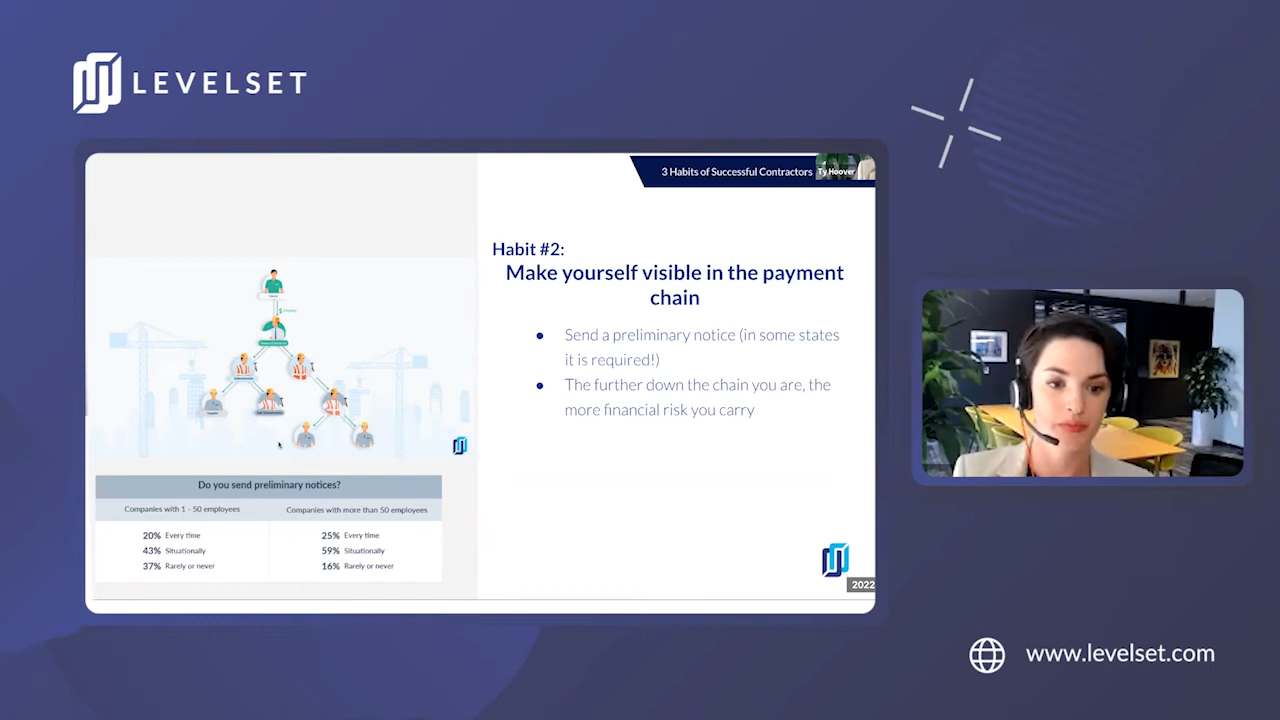 LEVELSET
3 Habits of Successful Contractors
Ty Hoover
Habit #2:
Make yourself visible in the payment
chain
● Send a preliminary notice (in some states
it is required!)
● The further down the chain you are, the
more financial risk you carry
Do you send preliminary notices?
Companies with 1 - 50 employees
20% Every time
43% Situationally
37% Rarely or never
Companies with more than 50 employees
25% Every time
59% Situationally
16% Rarely or never
2022
www.levelset.com